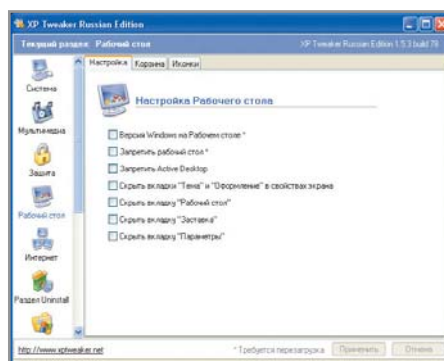 XP Tweaker Russian Edition
Текущий раздел: Рабочий стол
XP Tweaker Russian Edition 1.5.3 build 79
Система
Мультимедиа
Защита
Рабочий стол
Интернет
Раздел Uninstall
Настройка Корзина Иконки
Настройка Рабочего стола
Версия Windows на Рабочем столе *
Запретить рабочий стол *
Запретить Active Desktop
Скрыть вкладки "Тема" и "Оформление" в свойствах экрана
Скрыть вкладку "Рабочий стол"
Скрыть вкладку "Заставка"
Скрыть вкладку "Параметры"
http://www.xptweaker.net
* Требуется перезагрузка
Применить
Отмена